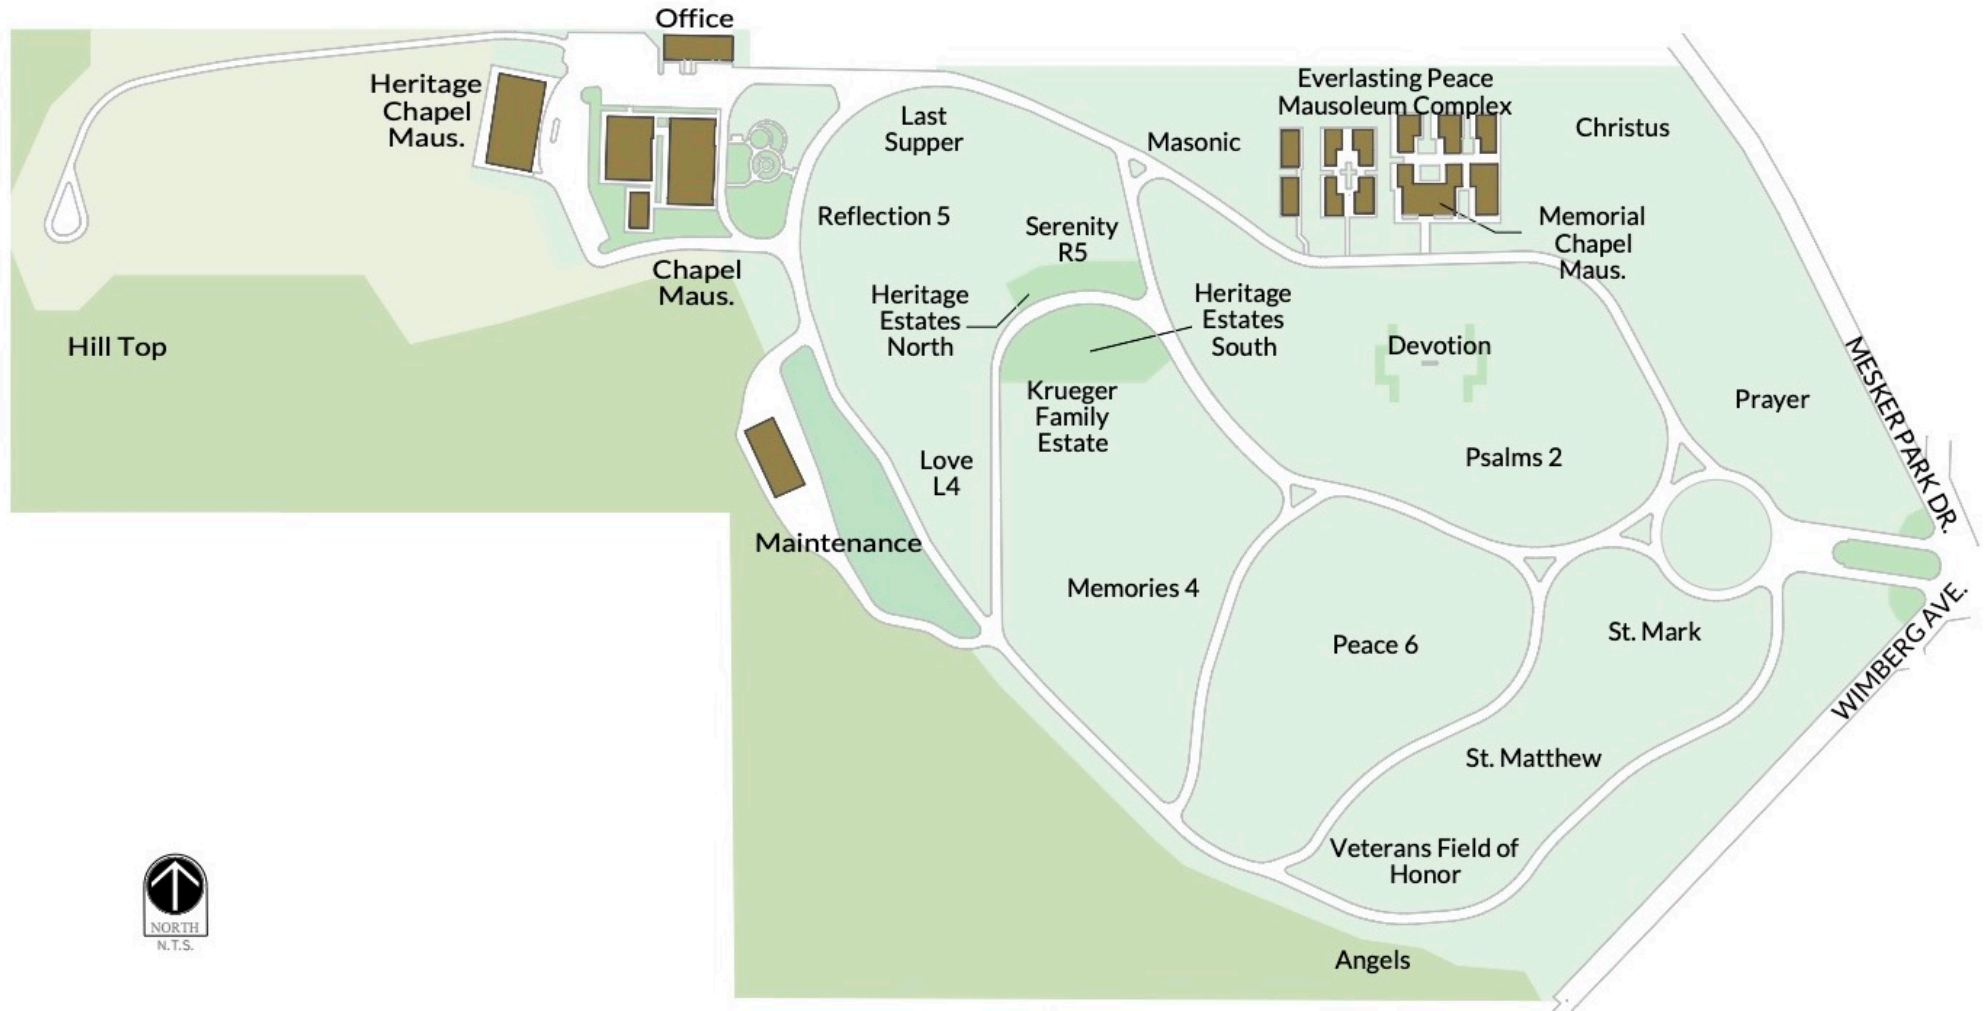 Office
Heritage
Chapel
Maus.
Everlasting Peace
Mausoleum Complex
Last
Supper
Masonic
Christus
Reflection 5
Serenity
R5
Memorial
Chapel
Maus.
Chapel
Maus.
Heritage
Estates
North
Heritage
Estates
South
Hill Top
Devotion
MESKER PARK DR.
Krueger
Family
Estate
Prayer
Love
L4
Psalms 2
Maintenance
Memories 4
Peace 6
St. Mark
WIMBERG AVE.
St. Matthew
Veterans Field of
Honor
Angels
NORTH
N.T.S.